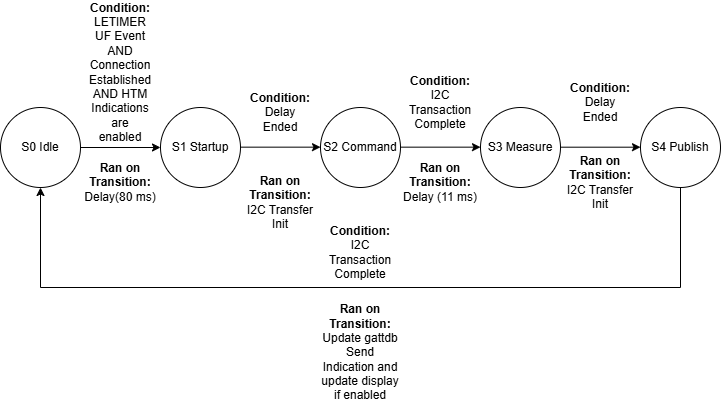 Condition:
LETIMER
UF Event
AND
Connection
Established
AND HTM
Indications
are
enabled
S0 Idle
Ran on
Transition:
Delay(80 ms)
S1 Startup
Condition:
Delay
Ended
Ran on
Transition:
I2C Transfer
Init
S2 Command
Condition:
I2C
Transaction
Complete
Ran on
Transition:
Delay (11 ms)
S3 Measure
Condition:
Delay
Ended
Ran on
Transition:
I2C Transfer
Init
S4 Publish
Condition:
I2C
Transaction
Complete
Ran on
Transition:
Update gattdb
Send
Indication and
update display
if enabled